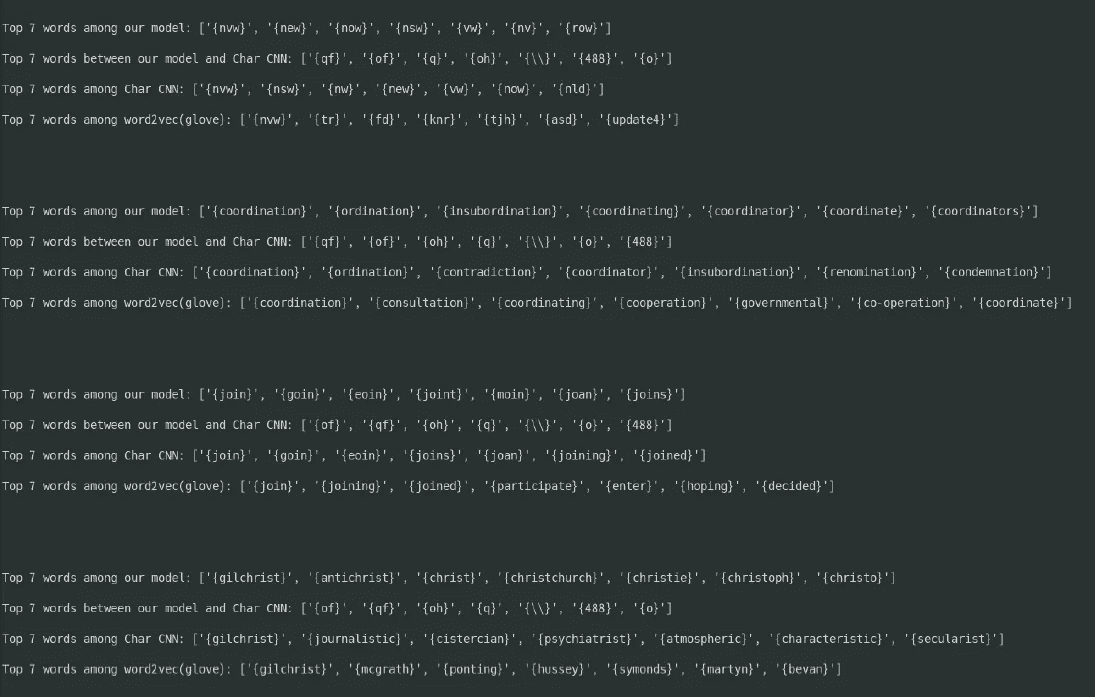 Top 7 words among our model: ['{nvw}', '{new}', '{now}', '{nsw}', '{vw}', '{nv}', '{row}']
Top 7 words between our model and Char CNN: ['{qf}', '{of}', '{q}', '{oh}', '{\\}', '{488}', '{o}']
Top 7 words among Char CNN: ['{nvw}', '{nsw}', '{nw}', '{new}', '{vw}', '{now}', '{nld}']
Top 7 words among word2vec(glove): ['{nvw}', '{tr}', '{fd}', '{knr}', '{tjh}', '{asd}', '{update4}']
Top 7 words among our model: ['{coordination}', '{ordination}', '{insubordination}', '{coordinating}', '{coordinator}', '{coordinate}', '{coordinators}']
Top 7 words between our model and Char CNN: ['{qf}', '{of}', '{oh}', '{q}', '{\\}', '{o}', '{488}']
Top 7 words among Char CNN: ['{coordination}', '{ordination}', '{contradiction}', '{coordinator}', '{insubordination}', '{renomination}', '{condemnation}']
Top 7 words among word2vec(glove): ['{coordination}', '{consultation}', '{coordinating}', '{cooperation}', '{governmental}', '{co-operation}', '{coordinate}']
Top 7 words among our model: ['{join}', '{goin}', '{eoin}', '{joint}', '{moin}', '{joan}', '{joins}']
Top 7 words between our model and Char CNN: ['{of}', '{qf}', '{oh}', '{q}', '{\\}', '{o}', '{488}']
Top 7 words among Char CNN: ['{join}', '{goin}', '{eoin}', '{joins}', '{joan}', '{joining}', '{joined}']
Top 7 words among word2vec(glove): ['{join}', '{joining}', '{joined}', '{participate}', '{enter}', '{hoping}', '{decided}']
Top 7 words among our model: ['{gilchrist}', '{antichrist}', '{christ}', '{christchurch}', '{christie}', '{christoph}', '{christo}']
Top 7 words between our model and Char CNN: ['{of}', '{qf}', '{oh}', '{q}', '{\\}', '{488}', '{o}']
Top 7 words among Char CNN: ['{gilchrist}', '{journalistic}', '{cistercian}', '{psychiatrist}', '{atmospheric}', '{characteristic}', '{secularist}']
Top 7 words among word2vec(glove): ['{gilchrist}', '{mcgrath}', '{ponting}', '{hussey}', '{symonds}', '{martyn}', '{bevan}']